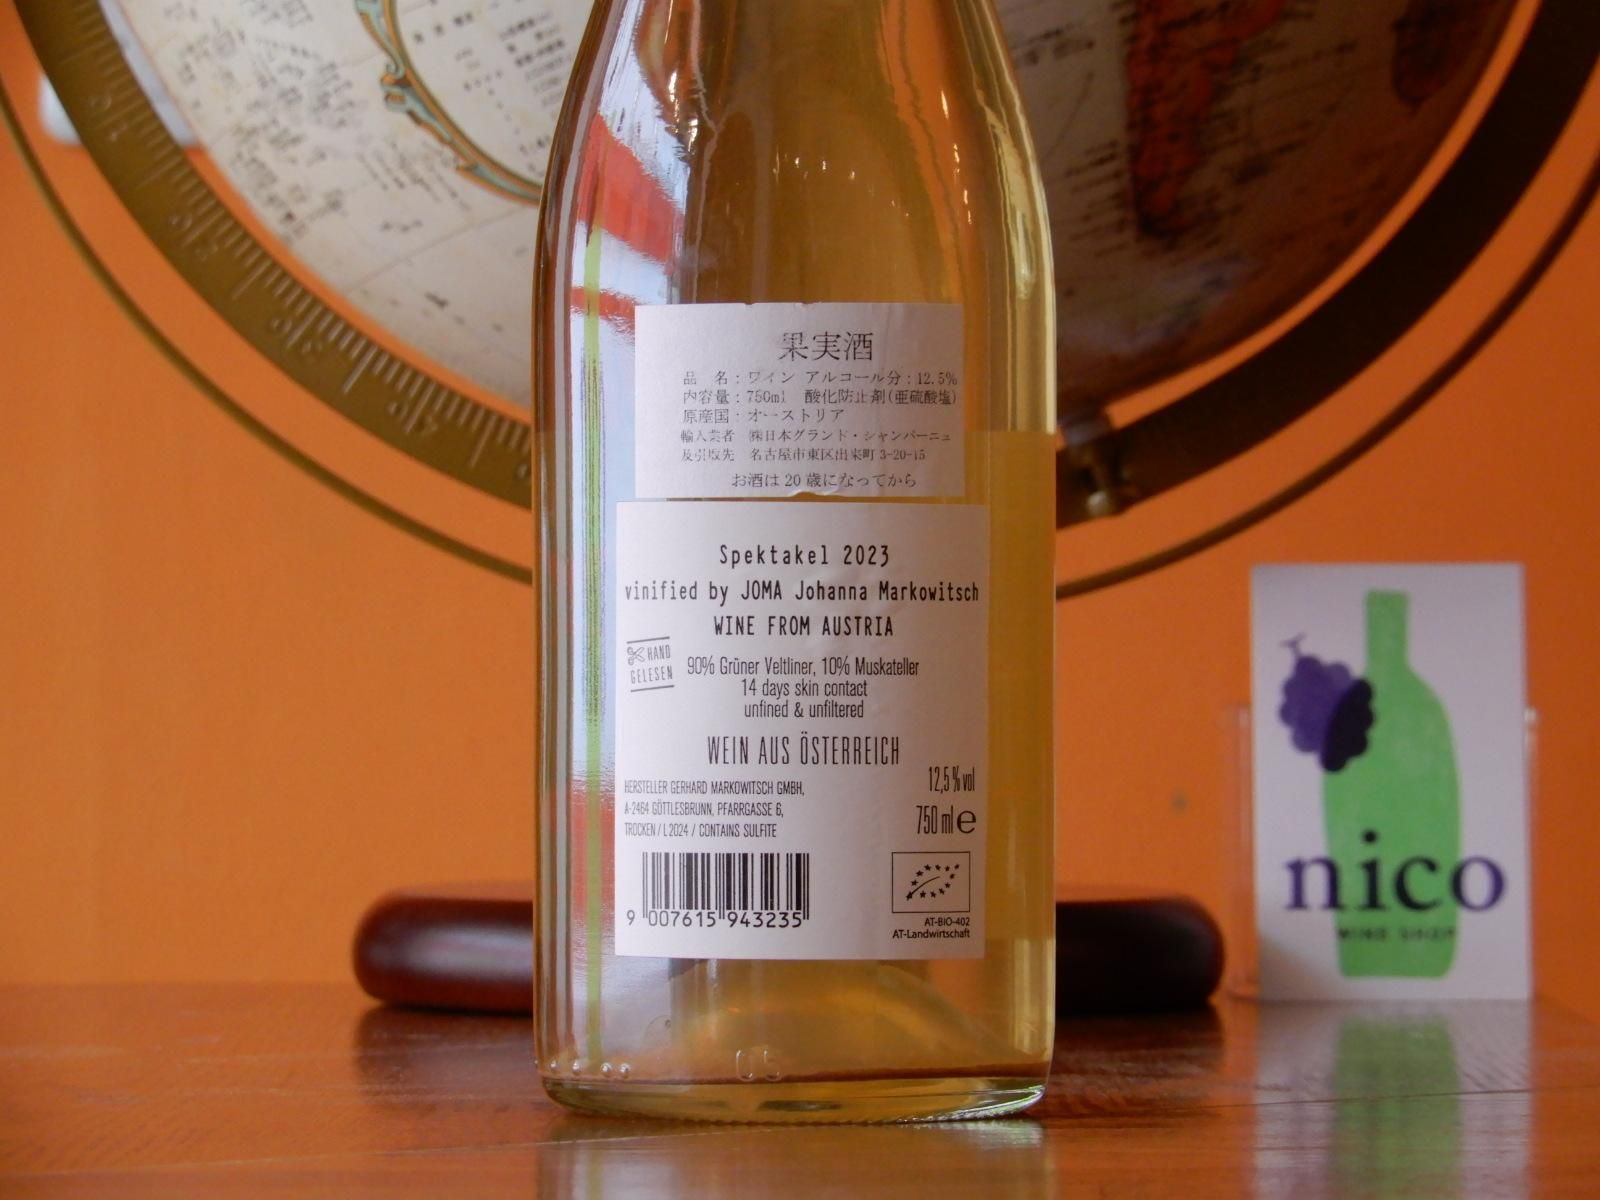 果実酒
品 名：ワイン アルコール分：12.5%
内容量：750ml 酸化防止剤(亜硫酸塩)
原産国：オーストリア
輸入業者 ㈱日本グランド・シャンパーニュ
及引取先 名古屋市東区出来町 3-20-15
お酒は 20 歳になってから
Spektakel 2023
vinified by JOMA Johanna Markowitsch
WINE FROM AUSTRIA
HAND
GELESEN
90% Grüner Veltliner, 10% Muskateller
14 days skin contact
unfined & unfiltered
WEIN AUS ÖSTERREICH
HERSTELLER GERHARD MARKOWITSCH GMBH,
A-2464 GÖTTLESBRUNN, PFARRGASSE 6,
TROCKEN / L 2024 / CONTAINS SULFITE
12,5 % vol
750 ml e
9 007615 943235
AT-BIO-402
AT-Landwirtschaft
nico
WINE SHOP